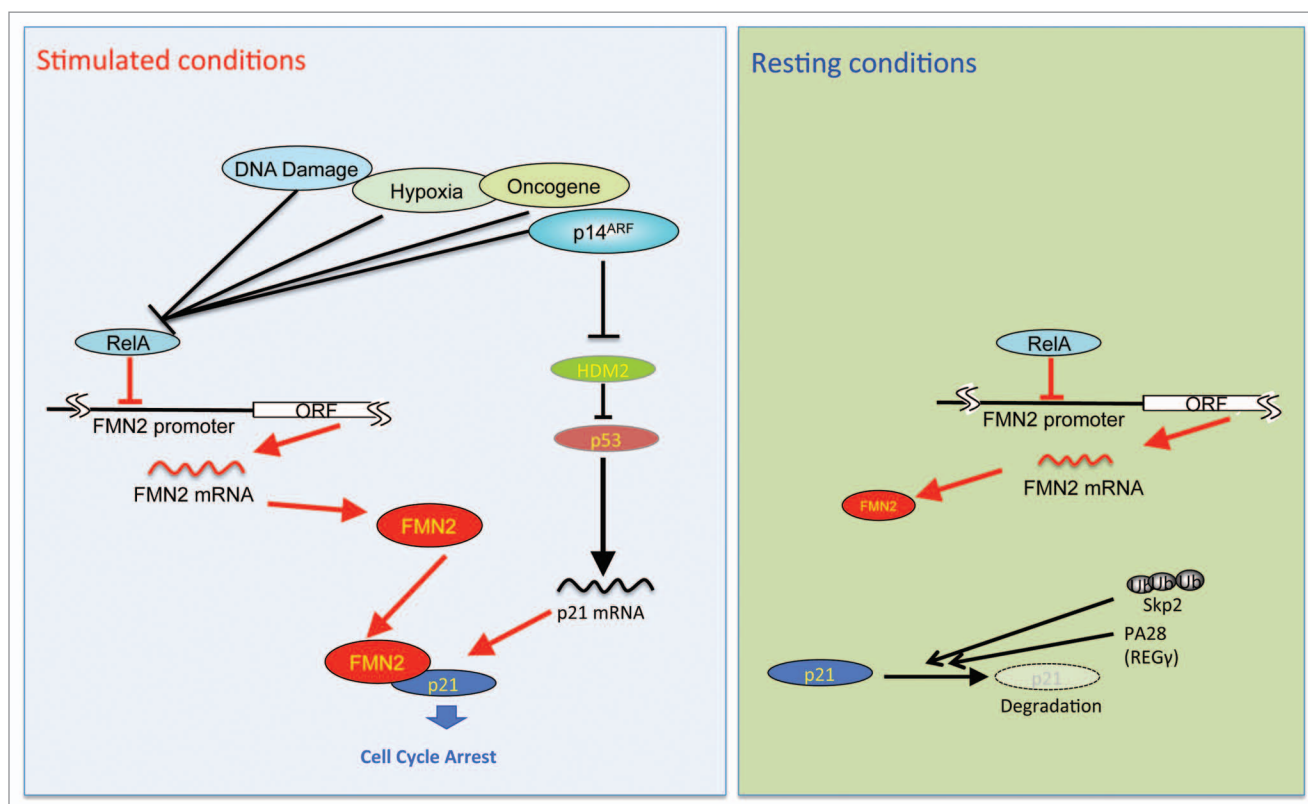 Stimulated conditions
DNA Damage
Hypoxia
Oncogene
p14ARF
RelA
HDM2
ORF
FMN2 promoter
p53
FMN2 mRNA
FMN2
p21 mRNA
FMN2
p21
Cell Cycle Arrest
Resting conditions
RelA
ORF
FMN2 promoter
FMN2 mRNA
FMN2
Ub Ub Ub
Skp2
PA28
(REGγ)
p21
p21
Degradation